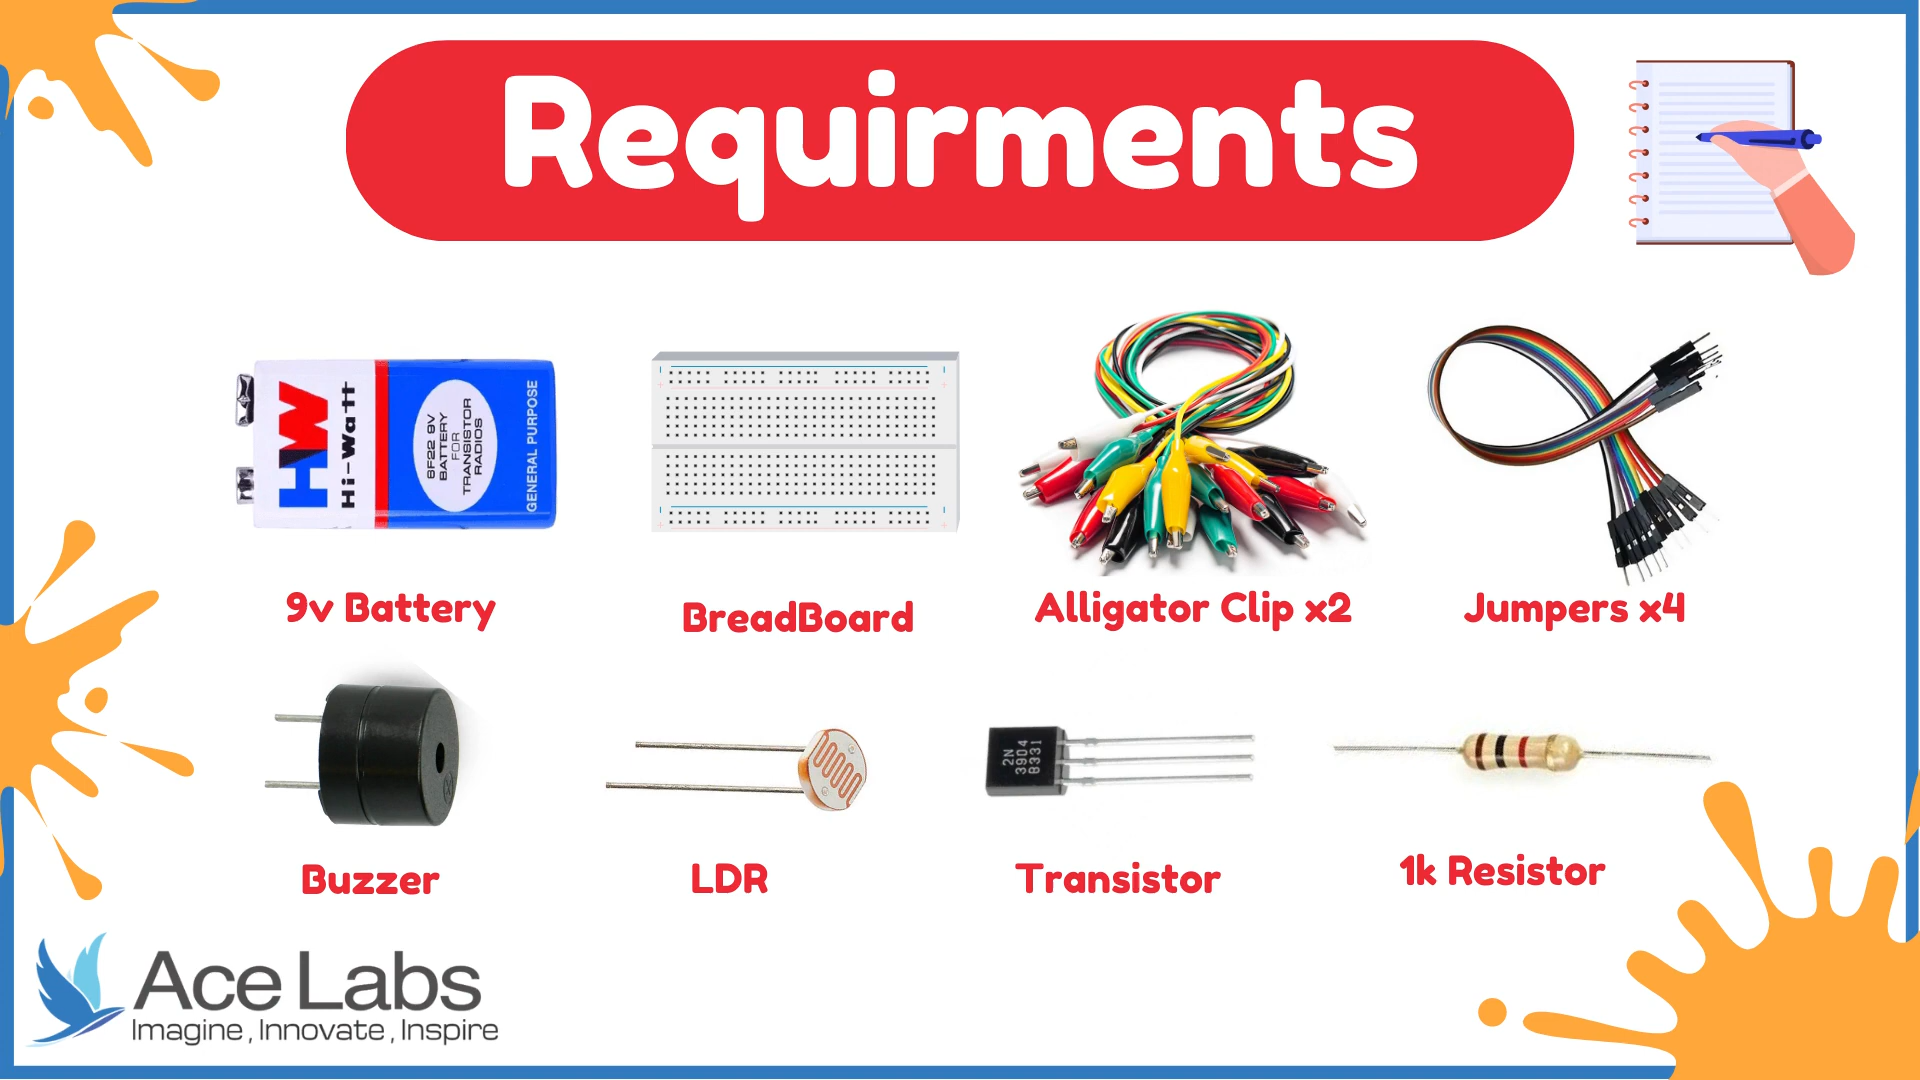 Requirments
HW
Hi-Watt
6F22 9V
BATTERY
FOR
TRANSISTOR
RADIOS
GENERAL PURPOSE
9v Battery
BreadBoard
Alligator Clip x2
Jumpers x4
2N
3904
B331
Buzzer
LDR
Transistor
1k Resistor
Ace Labs
Imagine, Innovate, Inspire